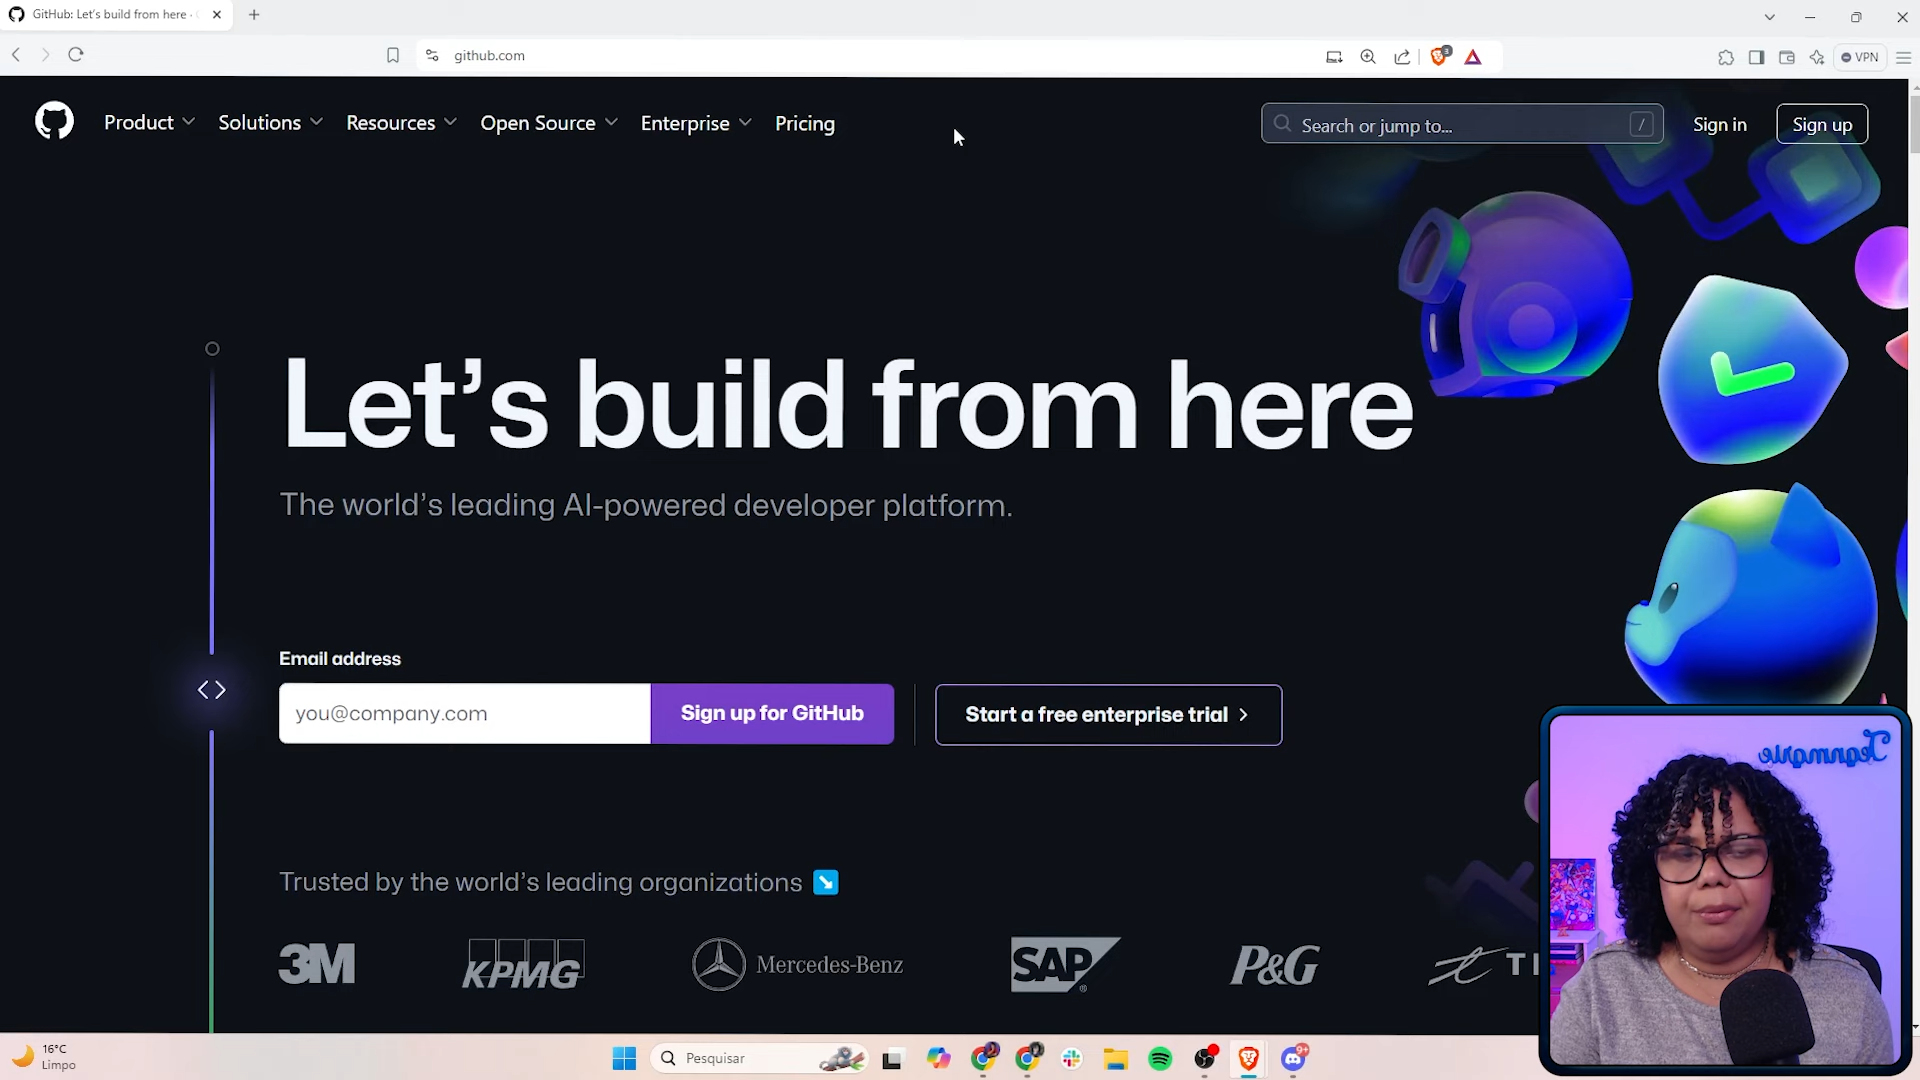 GitHub: Let's build from here ·
github.com
3
VPN
Product
Solutions
Resources
Open Source
Enterprise
Pricing
Search or jump to...
/
Sign in
Sign up
Let's build from here
The world's leading AI-powered developer platform.
Email address
you@company.com
Sign up for GitHub
Start a free enterprise trial
Trusted by the world's leading organizations
3M
KPMG
Mercedes-Benz
SAP
P&G
Jeanmarie
16°C
Limpo
Pesquisar
9+